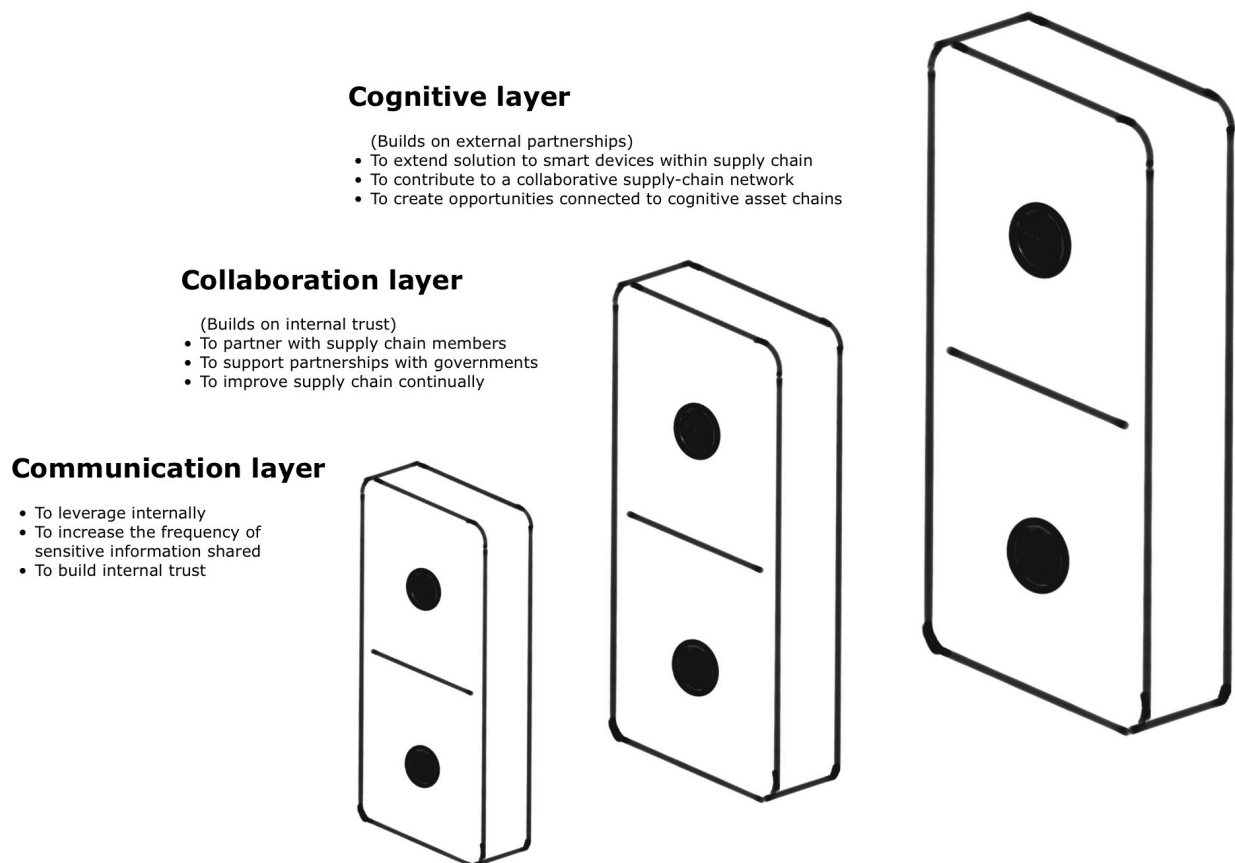 Cognitive layer
(Builds on external partnerships)
• To extend solution to smart devices within supply chain
• To contribute to a collaborative supply-chain network
• To create opportunities connected to cognitive asset chains
Collaboration layer
(Builds on internal trust)
• To partner with supply chain members
• To support partnerships with governments
• To improve supply chain continually
Communication layer
• To leverage internally
• To increase the frequency of
sensitive information shared
• To build internal trust